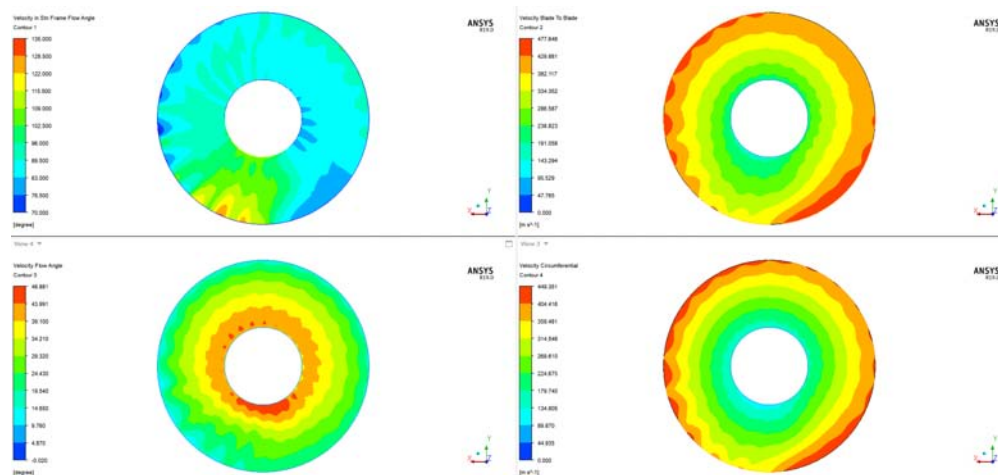 Velocity in Stn Frame Flow Angle
Contour 1
135.000
128.500
122.000
115.500
109.000
102.500
96.000
89.500
83.000
76.500
70.000
[degree]
ANSYS
Y
X
Z
Velocity Blade To Blade
Contour 2
477.648
429.881
382.117
334.352
286.587
238.823
191.058
143.294
95.529
47.765
0.000
[m s^-1]
ANSYS
Y
X
Z
View 4
Velocity Flow Angle
Contour 3
48.881
43.991
39.100
34.210
29.320
24.430
19.540
14.650
9.760
4.870
-0.020
[degree]
ANSYS
Y
X
Z
View 3
Velocity Circumferential
Contour 4
449.351
404.416
359.481
314.546
269.610
224.675
179.740
134.805
89.870
44.935
0.000
[m s^-1]
ANSYS
Y
X
Z